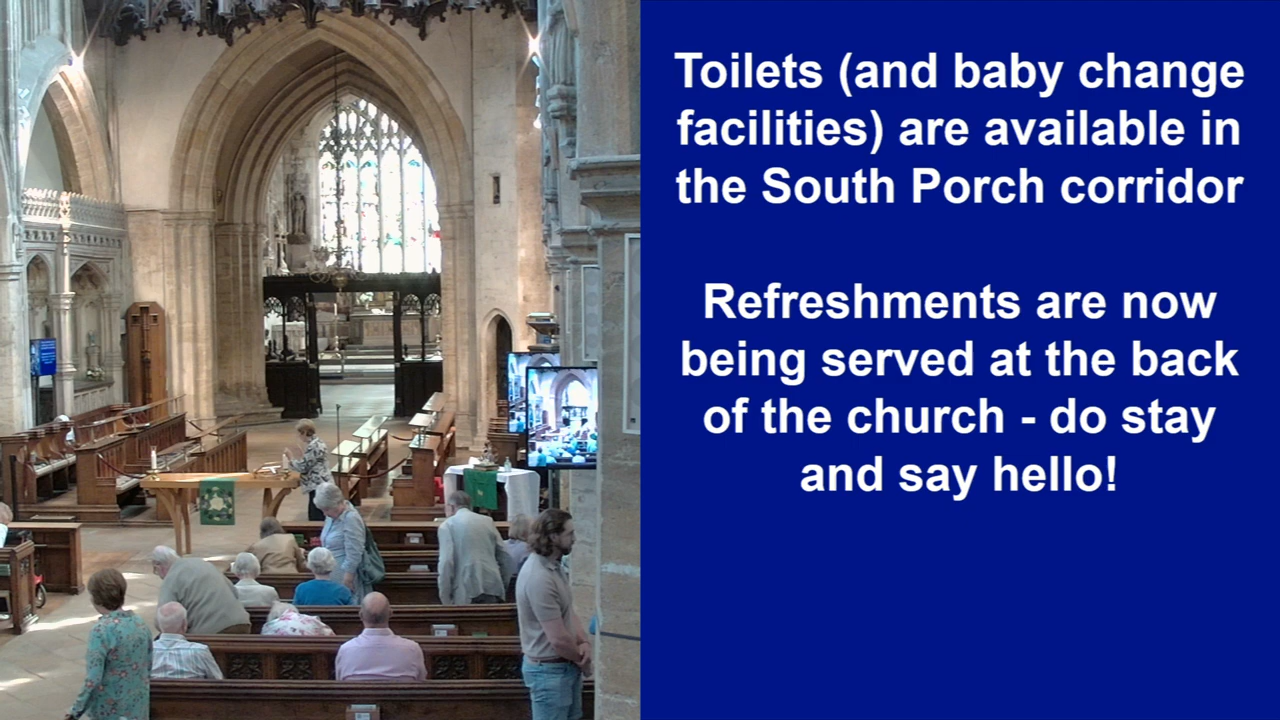 Toilets (and baby change
facilities) are available in
the South Porch corridor
Refreshments are now
being served at the back
of the church - do stay
and say hello!